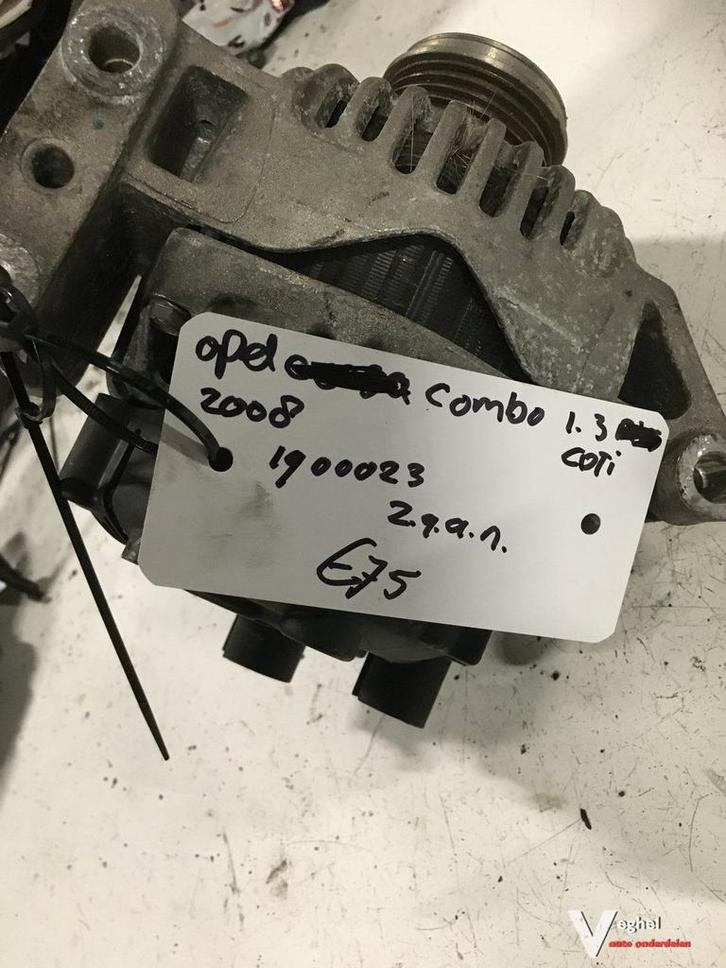 opel combo 1.3
2008 CDTi
1900023
z.g.a.n.
€75
Veghel
auto onderdelen